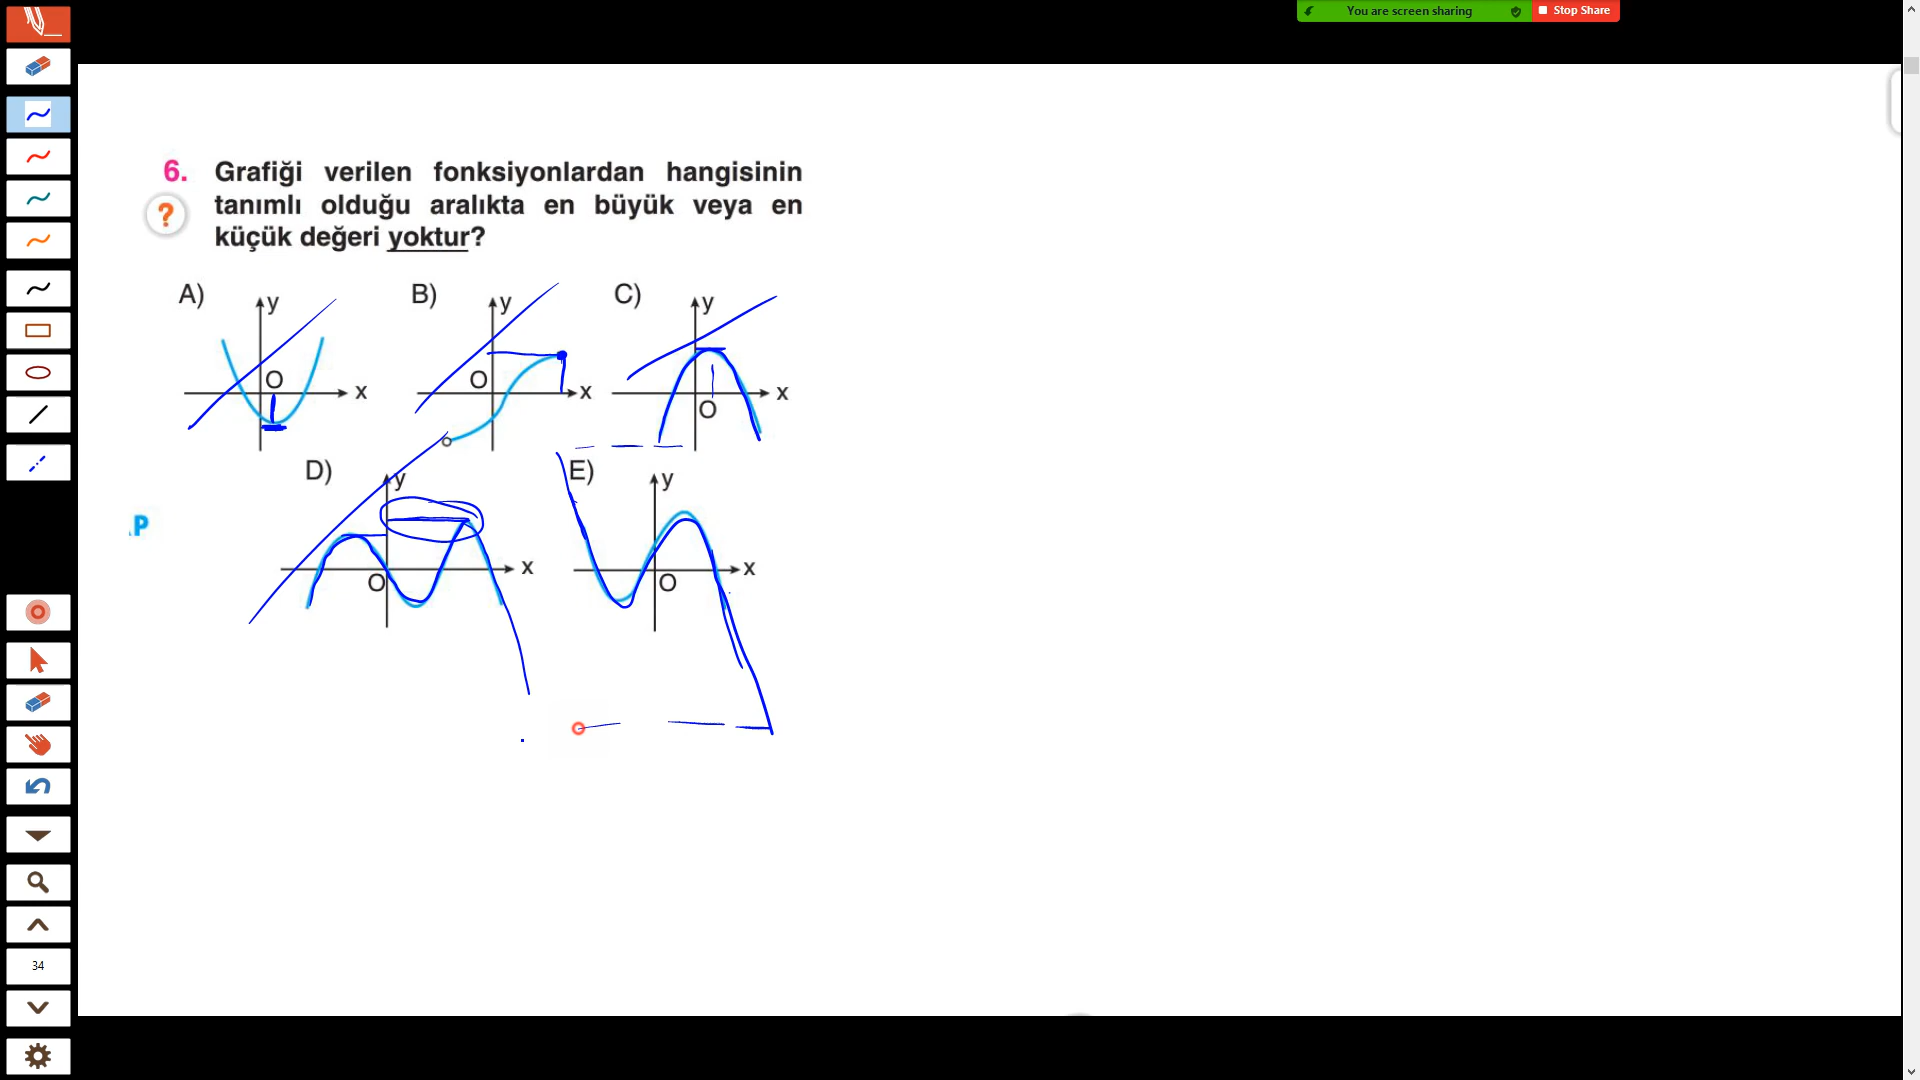 You are screen sharing
Stop Share
6. Grafiği verilen fonksiyonlardan hangisinin
tanımlı olduğu aralıkta en büyük veya en
küçük değeri yoktur?
?
A)
y
O
x
B)
y
O
x
C)
y
O
x
D)
y
O
x
E)
y
O
x
P
34